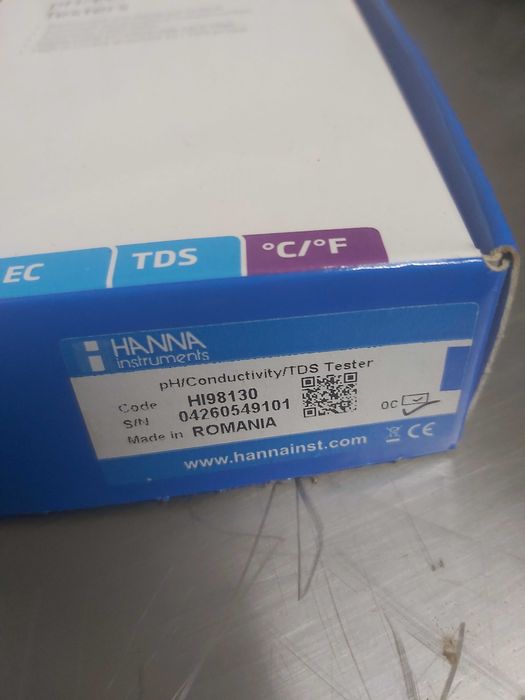 Testers
EC
TDS
°C/°F
HANNA
instruments
pH/Conductivity/TDS Tester
Code HI98130
S/N 04260549101
Made in ROMANIA
QC
CE
www.hannainst.com